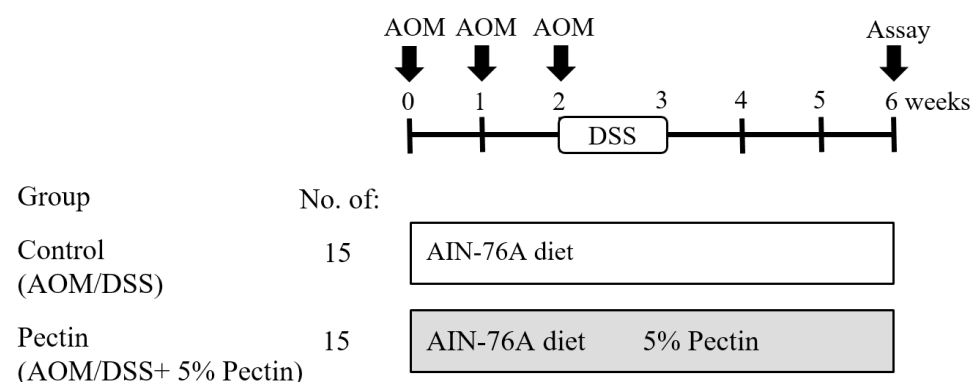 AOM AOM AOM Assay
0 1 2 3 4 5 6 weeks
DSS
Group No. of:
Control 15 AIN-76A diet
(AOM/DSS)
Pectin 15 AIN-76A diet 5% Pectin
(AOM/DSS+ 5% Pectin)